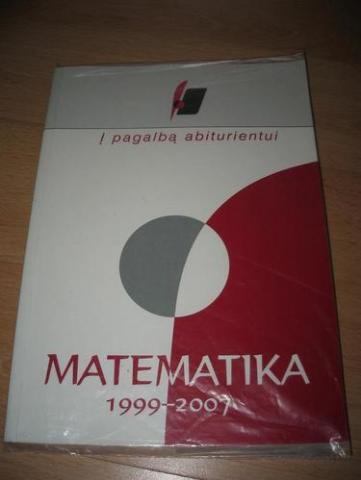 Į pagalbą abiturientui
MATEMATIKA
1999-2007